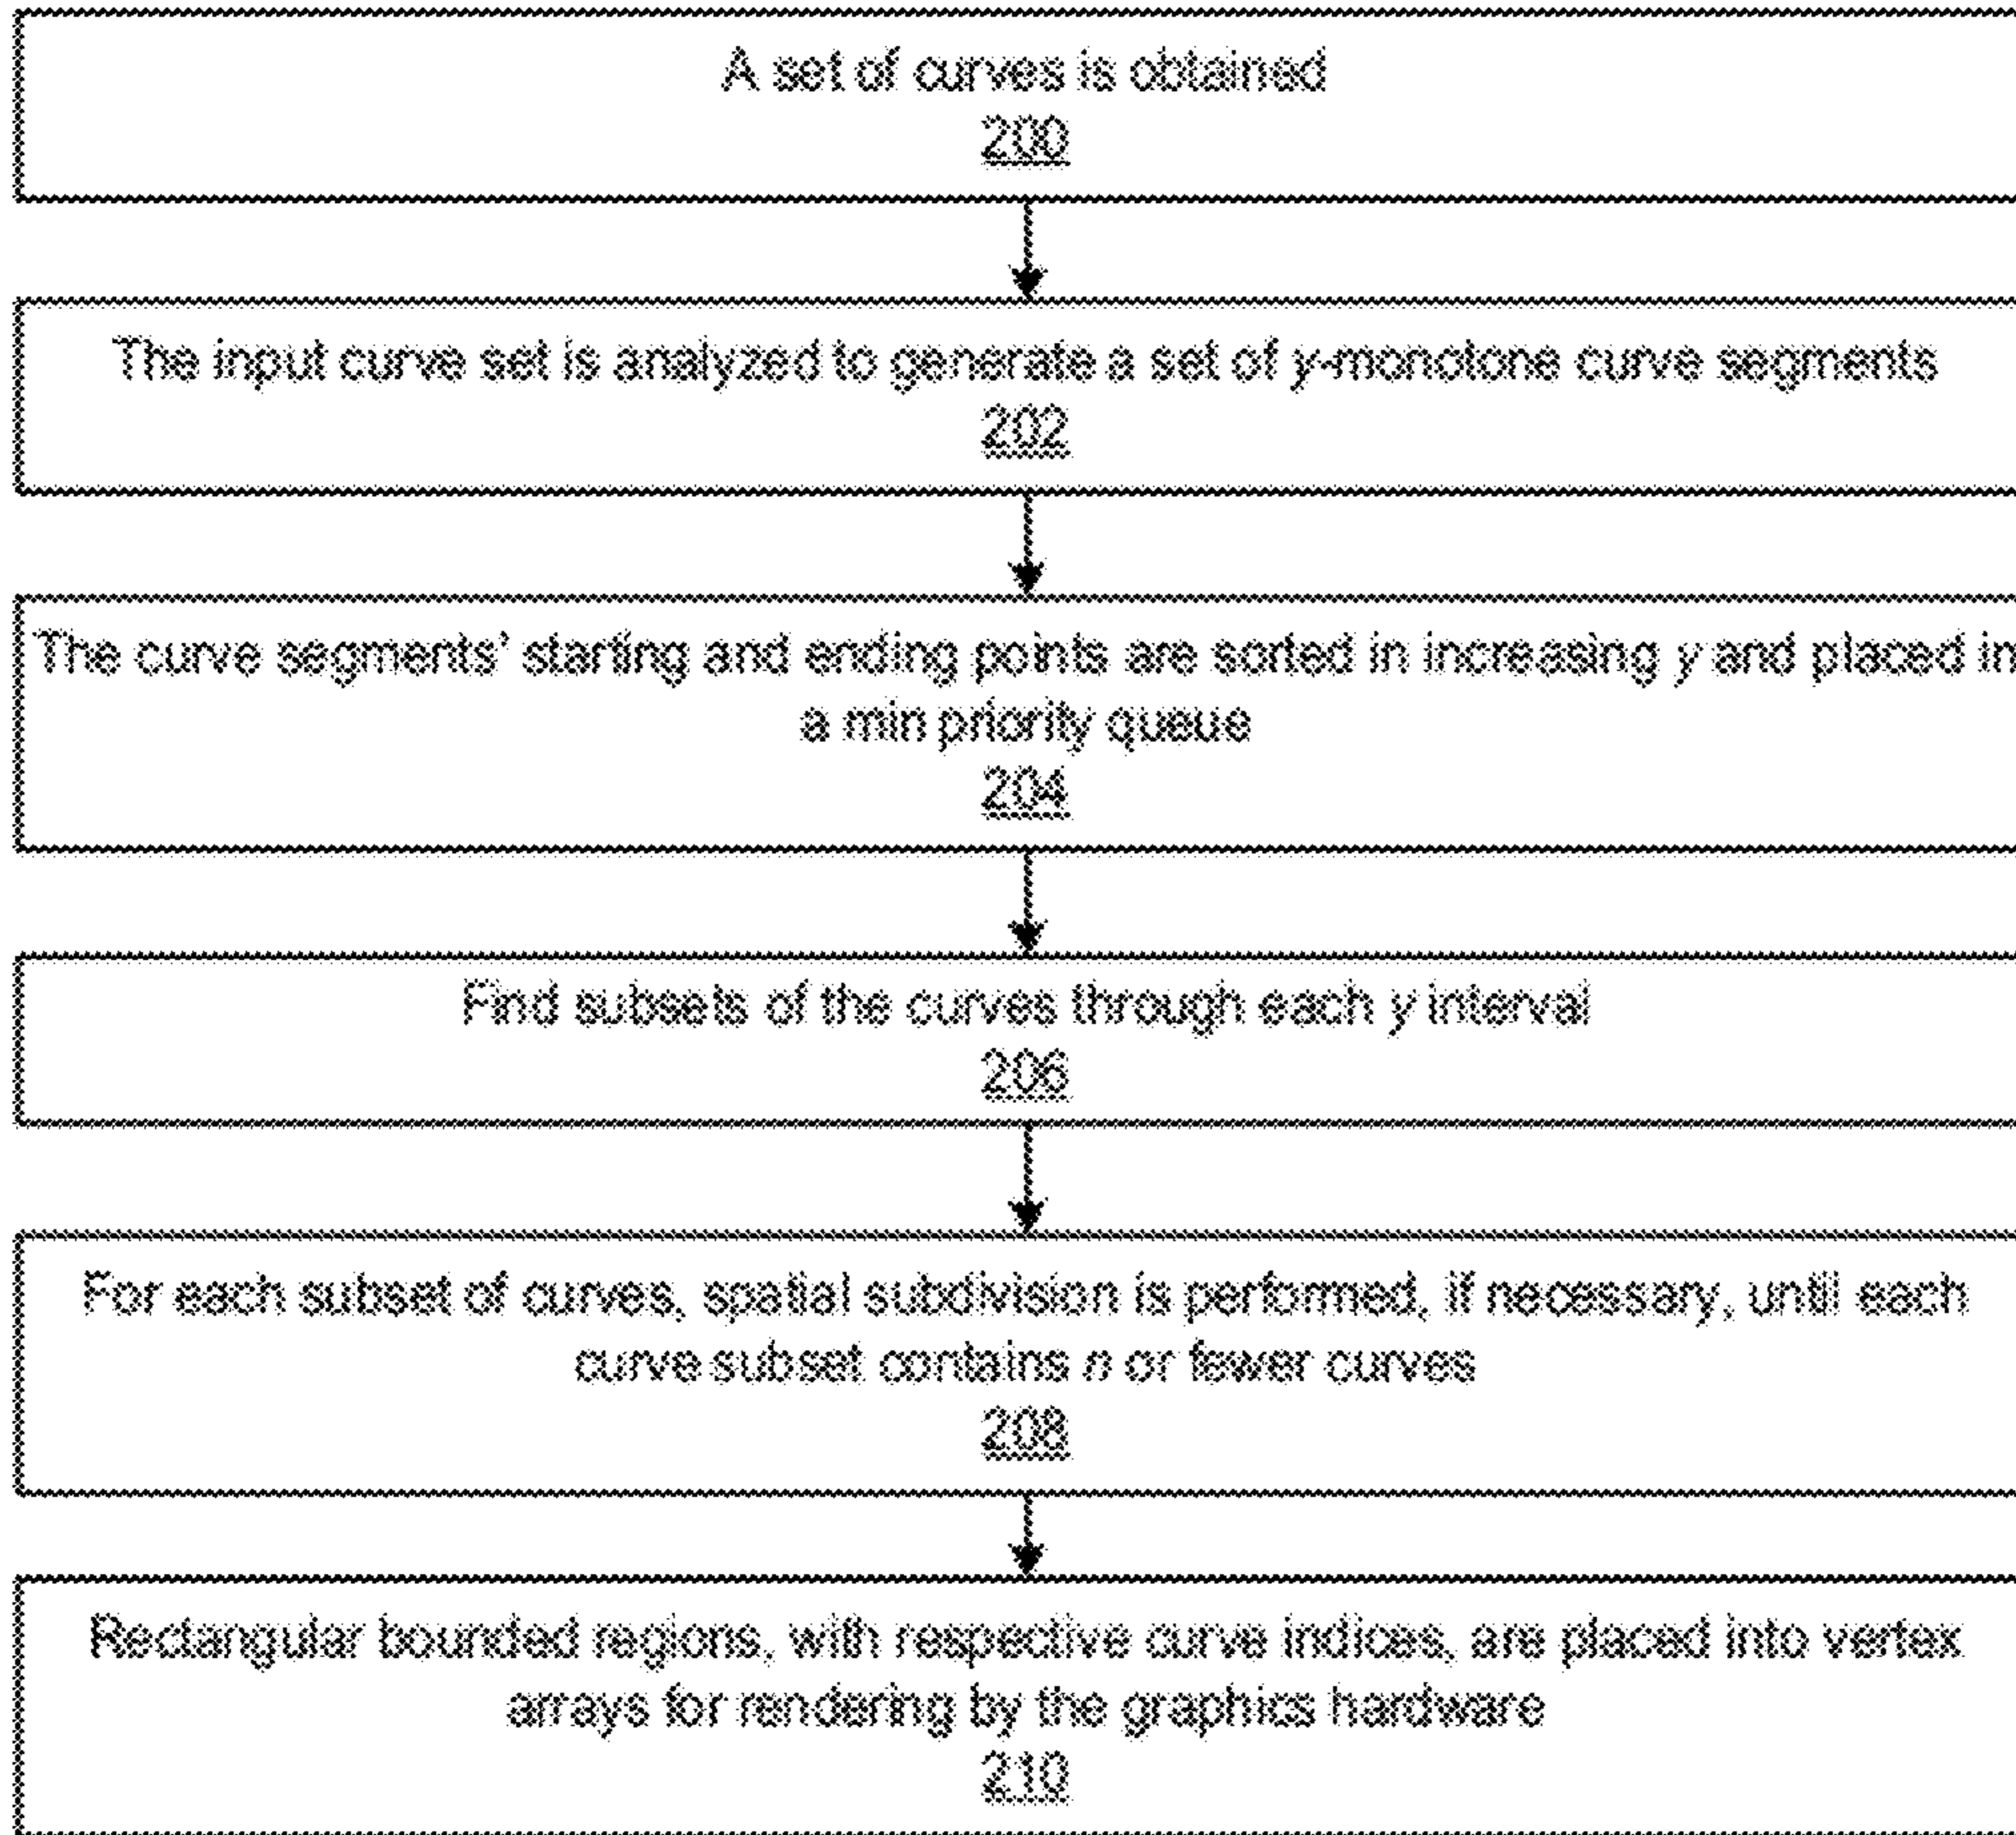 A set of curves is obtained
200
The input curve set is analyzed to generate a set of y-monotone curve segments
202
The curve segments' starting and ending points are sorted in increasing y and placed in
a min priority queue
204
Find subsets of the curves through each y interval
206
For each subset of curves, spatial subdivision is performed, if necessary, until each
curve subset contains n or fewer curves
208
Rectangular bounded regions, with respective curve indices, are placed into vertex
arrays for rendering by the graphics hardware
210